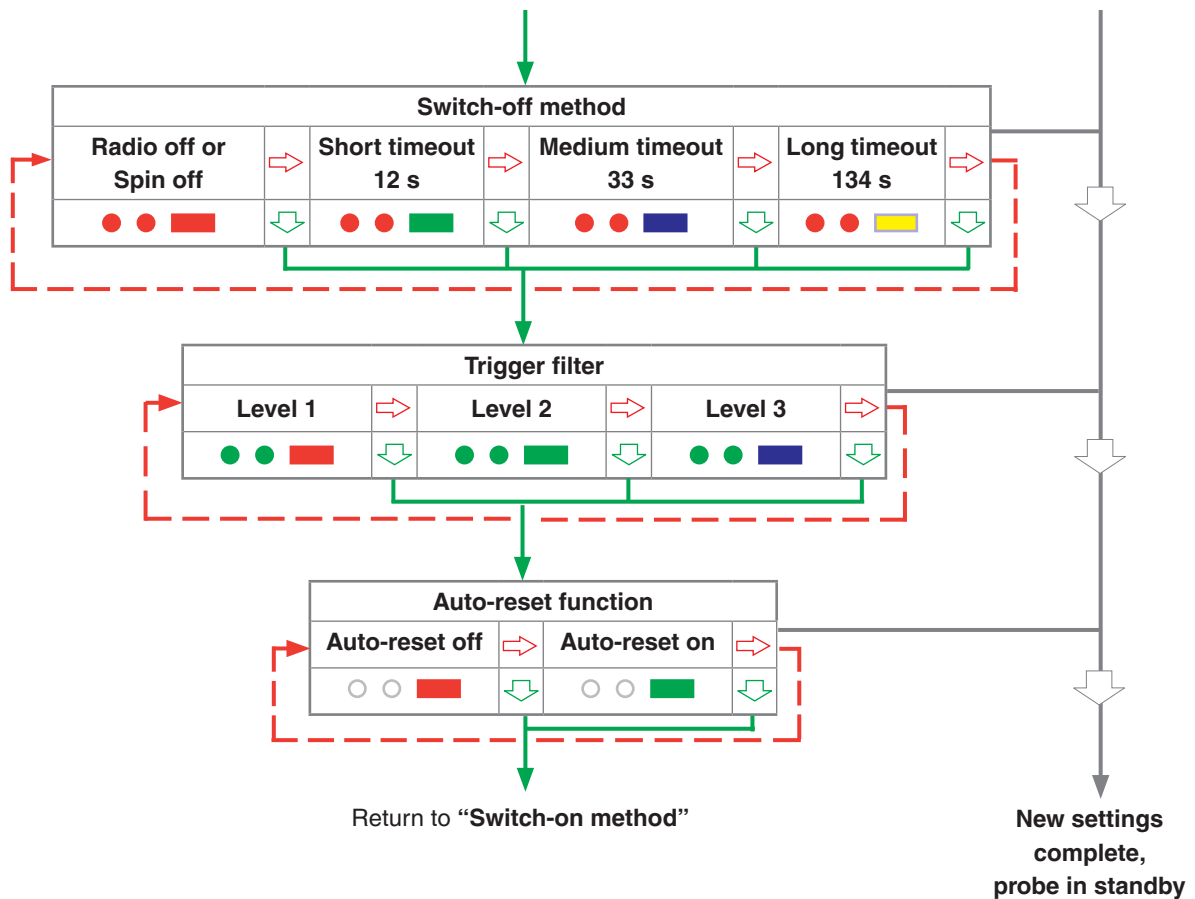 Switch-off method
Radio off or
Spin off
Short timeout
12 s
Medium timeout
33 s
Long timeout
134 s
Trigger filter
Level 1
Level 2
Level 3
Auto-reset function
Auto-reset off
Auto-reset on
Return to “Switch-on method”
New settings
complete,
probe in standby